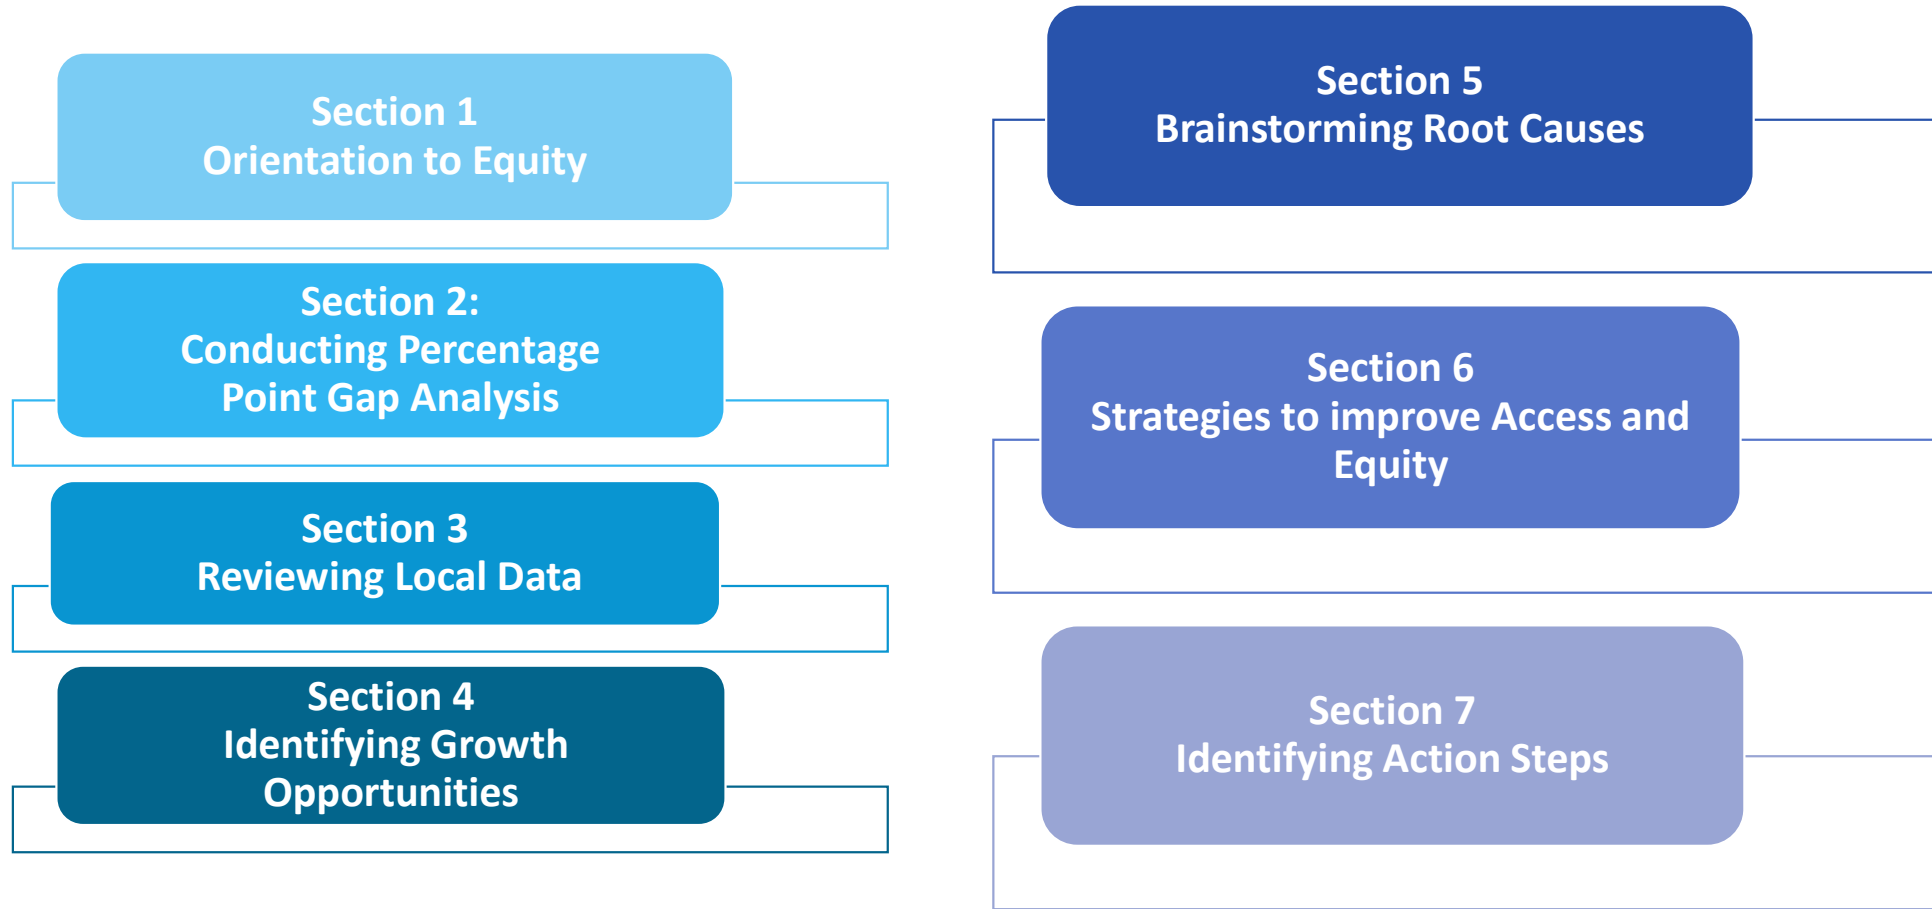 Section 1
Orientation to Equity
Section 2:
Conducting Percentage
Point Gap Analysis
Section 3
Reviewing Local Data
Section 4
Identifying Growth
Opportunities
Section 5
Brainstorming Root Causes
Section 6
Strategies to improve Access and
Equity
Section 7
Identifying Action Steps